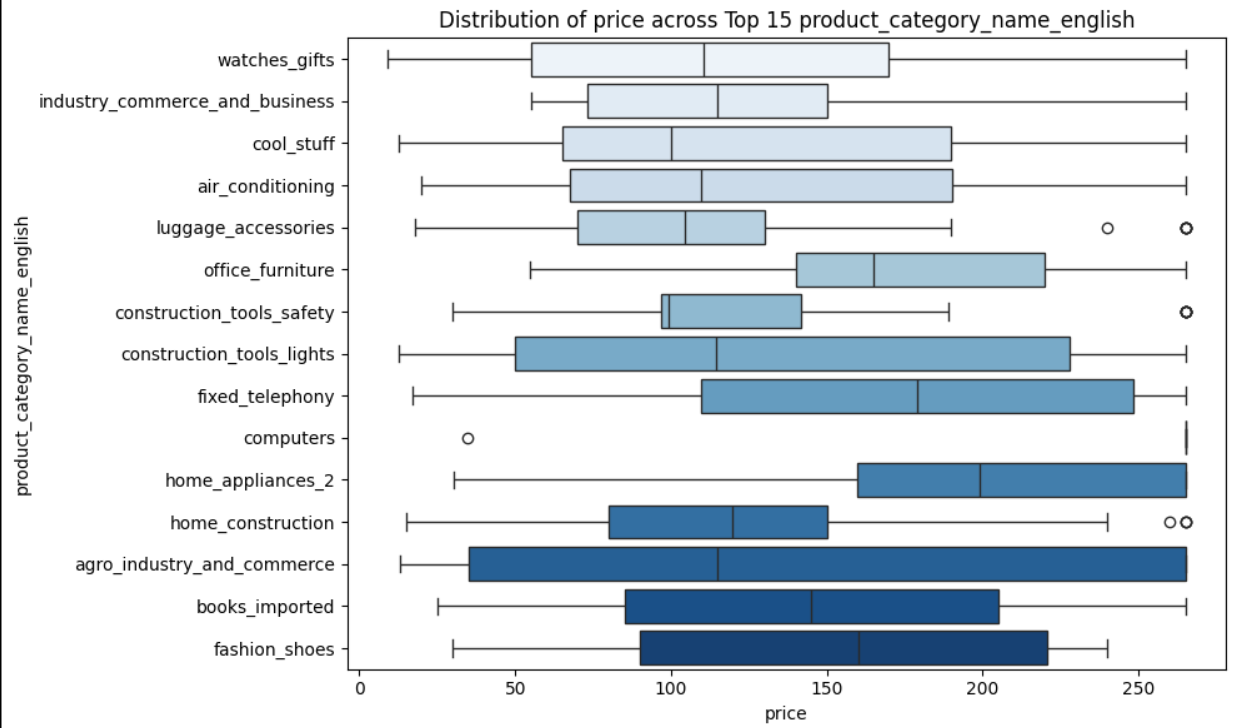 Distribution of price across Top 15 product_category_name_english
product_category_name_english
watches_gifts
industry_commerce_and_business
cool_stuff
air_conditioning
luggage_accessories
office_furniture
construction_tools_safety
construction_tools_lights
fixed_telephony
computers
home_appliances_2
home_construction
agro_industry_and_commerce
books_imported
fashion_shoes
0 50 100 150 200 250
price